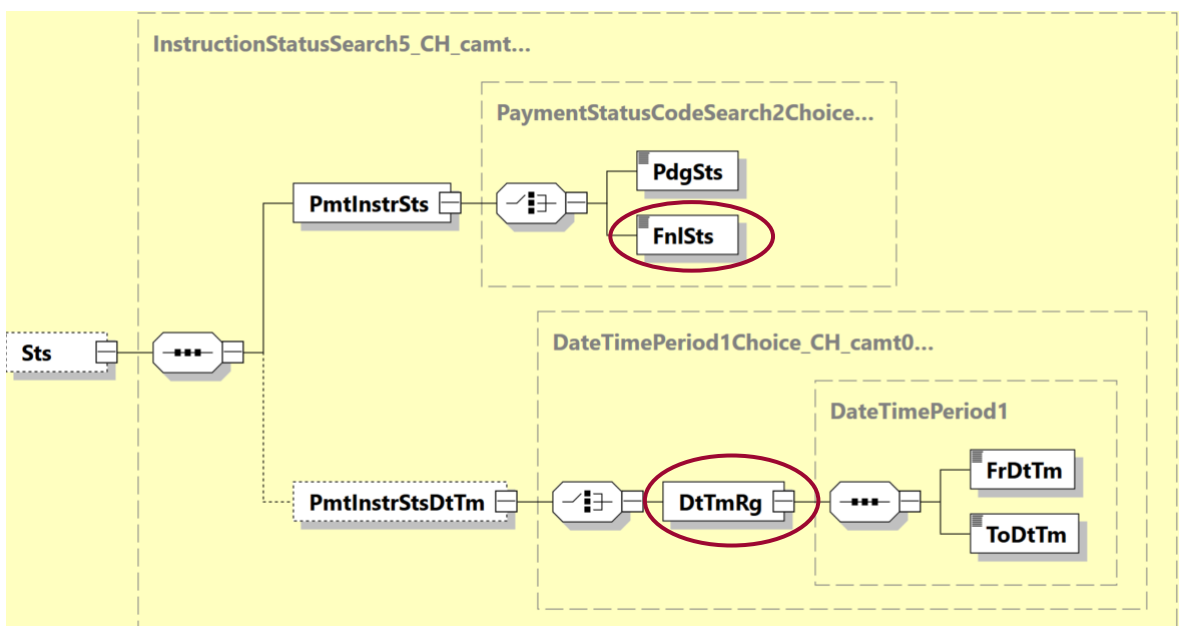 InstructionStatusSearch5_CH_camt...
PaymentStatusCodeSearch2Choice...
PdgSts
PmtInstrSts
FnlSts
Sts
DateTimePeriod1Choice_CH_camt0...
DateTimePeriod1
FrDtTm
PmtInstrStsDtTm
DtTmRg
ToDtTm